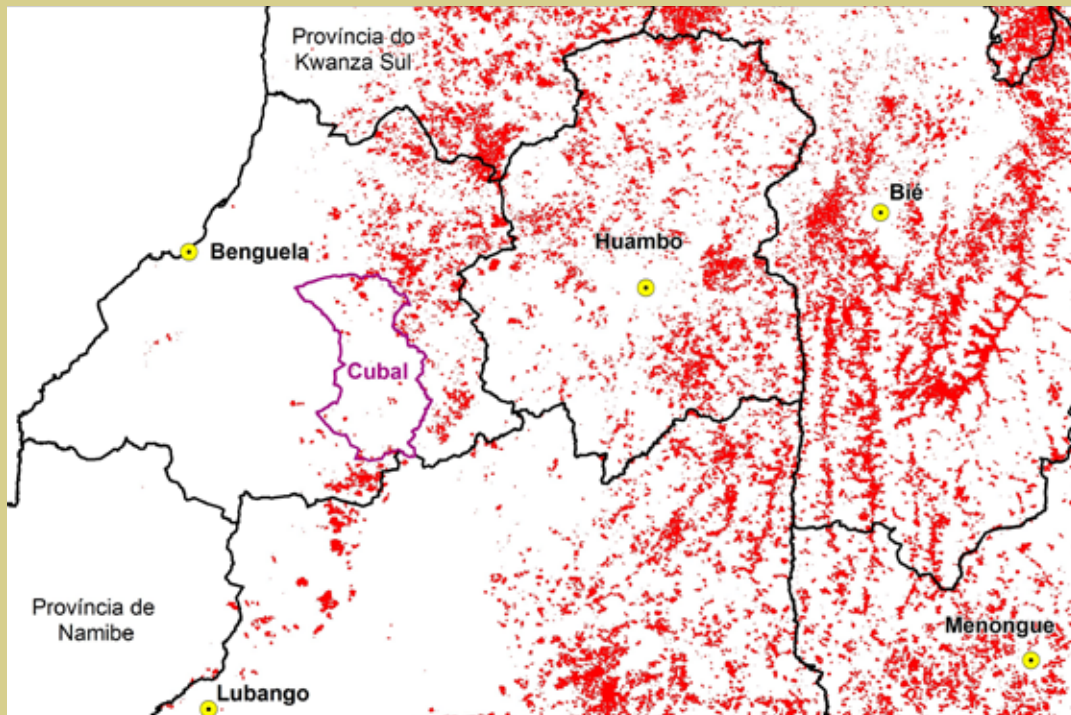 Província do
Kwanza Sul
Bié
Benguela
Huambo
Cubal
Província de
Namibe
Menongue
Lubango